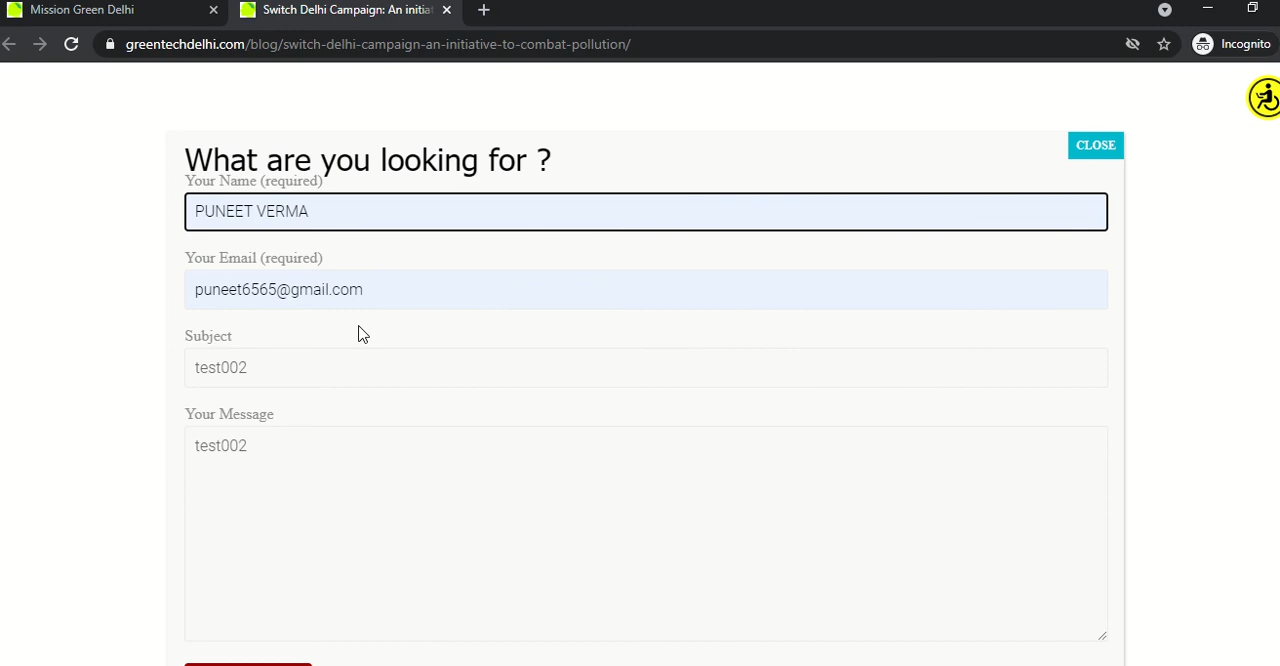 Mission Green Delhi
Switch Delhi Campaign: An initiat
greentechdelhi.com/blog/switch-delhi-campaign-an-initiative-to-combat-pollution/
Incognito
CLOSE
What are you looking for ?
Your Name (required)
PUNEET VERMA
Your Email (required)
puneet6565@gmail.com
Subject
test002
Your Message
test002